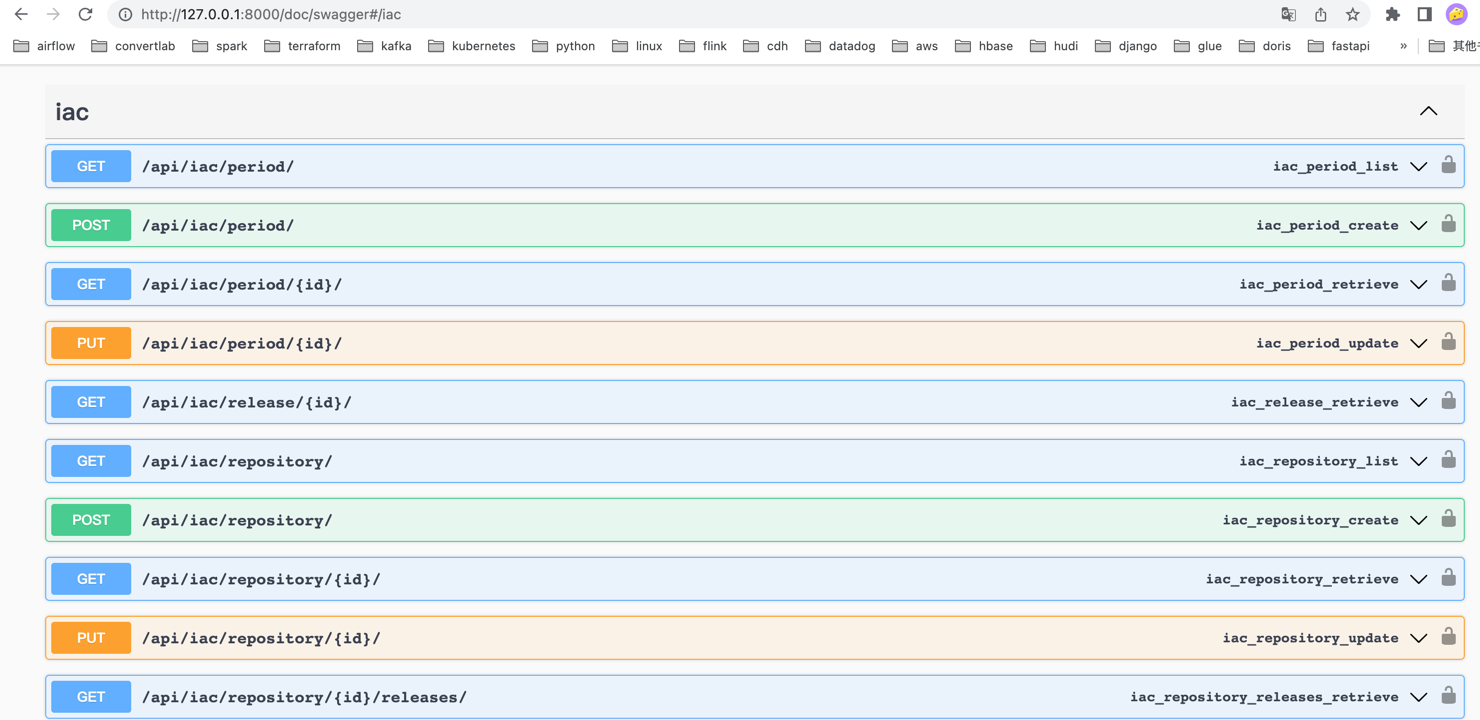 http://127.0.0.1:8000/doc/swagger#/iac
airflow convertlab spark terraform kafka kubernetes python linux flink cdh datadog aws hbase hudi django glue doris fastapi » 其他
iac
GET /api/iac/period/ iac_period_list
POST /api/iac/period/ iac_period_create
GET /api/iac/period/{id}/ iac_period_retrieve
PUT /api/iac/period/{id}/ iac_period_update
GET /api/iac/release/{id}/ iac_release_retrieve
GET /api/iac/repository/ iac_repository_list
POST /api/iac/repository/ iac_repository_create
GET /api/iac/repository/{id}/ iac_repository_retrieve
PUT /api/iac/repository/{id}/ iac_repository_update
GET /api/iac/repository/{id}/releases/ iac_repository_releases_retrieve